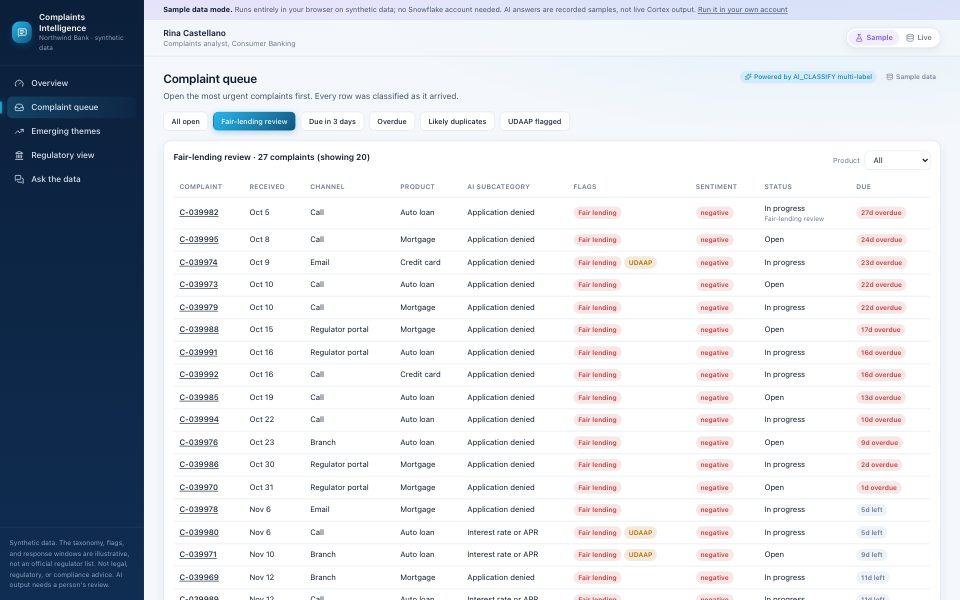 Complaints
Intelligence
Northwind Bank · synthetic
data
Overview
Complaint queue
Emerging themes
Regulatory view
Ask the data
Synthetic data. The taxonomy, flags,
and response windows are illustrative,
not an official regulator list. Not legal,
regulatory, or compliance advice. AI
output needs a person's review.
Sample data mode. Runs entirely in your browser on synthetic data; no Snowflake account needed. AI answers are recorded samples, not live Cortex output. Run it in your own account
Rina Castellano
Complaints analyst, Consumer Banking
Sample Live
Complaint queue
Powered by AI_CLASSIFY multi-label Sample data
Open the most urgent complaints first. Every row was classified as it arrived.
All open Fair-lending review Due in 3 days Overdue Likely duplicates UDAAP flagged
Fair-lending review · 27 complaints (showing 20)
Product All
COMPLAINT RECEIVED CHANNEL PRODUCT AI SUBCATEGORY FLAGS SENTIMENT STATUS DUE
C-039982 Oct 5 Call Auto loan Application denied Fair lending negative In progress 27d overdue
Fair-lending review
C-039995 Oct 8 Call Mortgage Application denied Fair lending negative Open 24d overdue
C-039974 Oct 9 Email Credit card Application denied Fair lending UDAAP negative In progress 23d overdue
C-039973 Oct 10 Call Auto loan Application denied Fair lending negative Open 22d overdue
C-039979 Oct 10 Call Mortgage Application denied Fair lending negative In progress 22d overdue
C-039988 Oct 15 Regulator portal Mortgage Application denied Fair lending negative Open 17d overdue
C-039991 Oct 16 Regulator portal Auto loan Application denied Fair lending negative In progress 16d overdue
C-039992 Oct 16 Call Credit card Application denied Fair lending negative In progress 16d overdue
C-039985 Oct 19 Call Auto loan Application denied Fair lending negative Open 13d overdue
C-039994 Oct 22 Call Auto loan Application denied Fair lending negative In progress 10d overdue
C-039976 Oct 23 Branch Auto loan Application denied Fair lending negative Open 9d overdue
C-039986 Oct 30 Regulator portal Mortgage Application denied Fair lending negative In progress 2d overdue
C-039970 Oct 31 Regulator portal Mortgage Application denied Fair lending negative Open 1d overdue
C-039978 Nov 6 Email Mortgage Application denied Fair lending negative In progress 5d left
C-039980 Nov 6 Call Auto loan Interest rate or APR Fair lending UDAAP negative In progress 5d left
C-039971 Nov 10 Branch Auto loan Interest rate or APR Fair lending UDAAP negative Open 9d left
C-039969 Nov 12 Branch Mortgage Application denied Fair lending negative In progress 11d left
C-039989 Nov 12 Call Auto loan Application denied Fair lending negative In progress 11d left